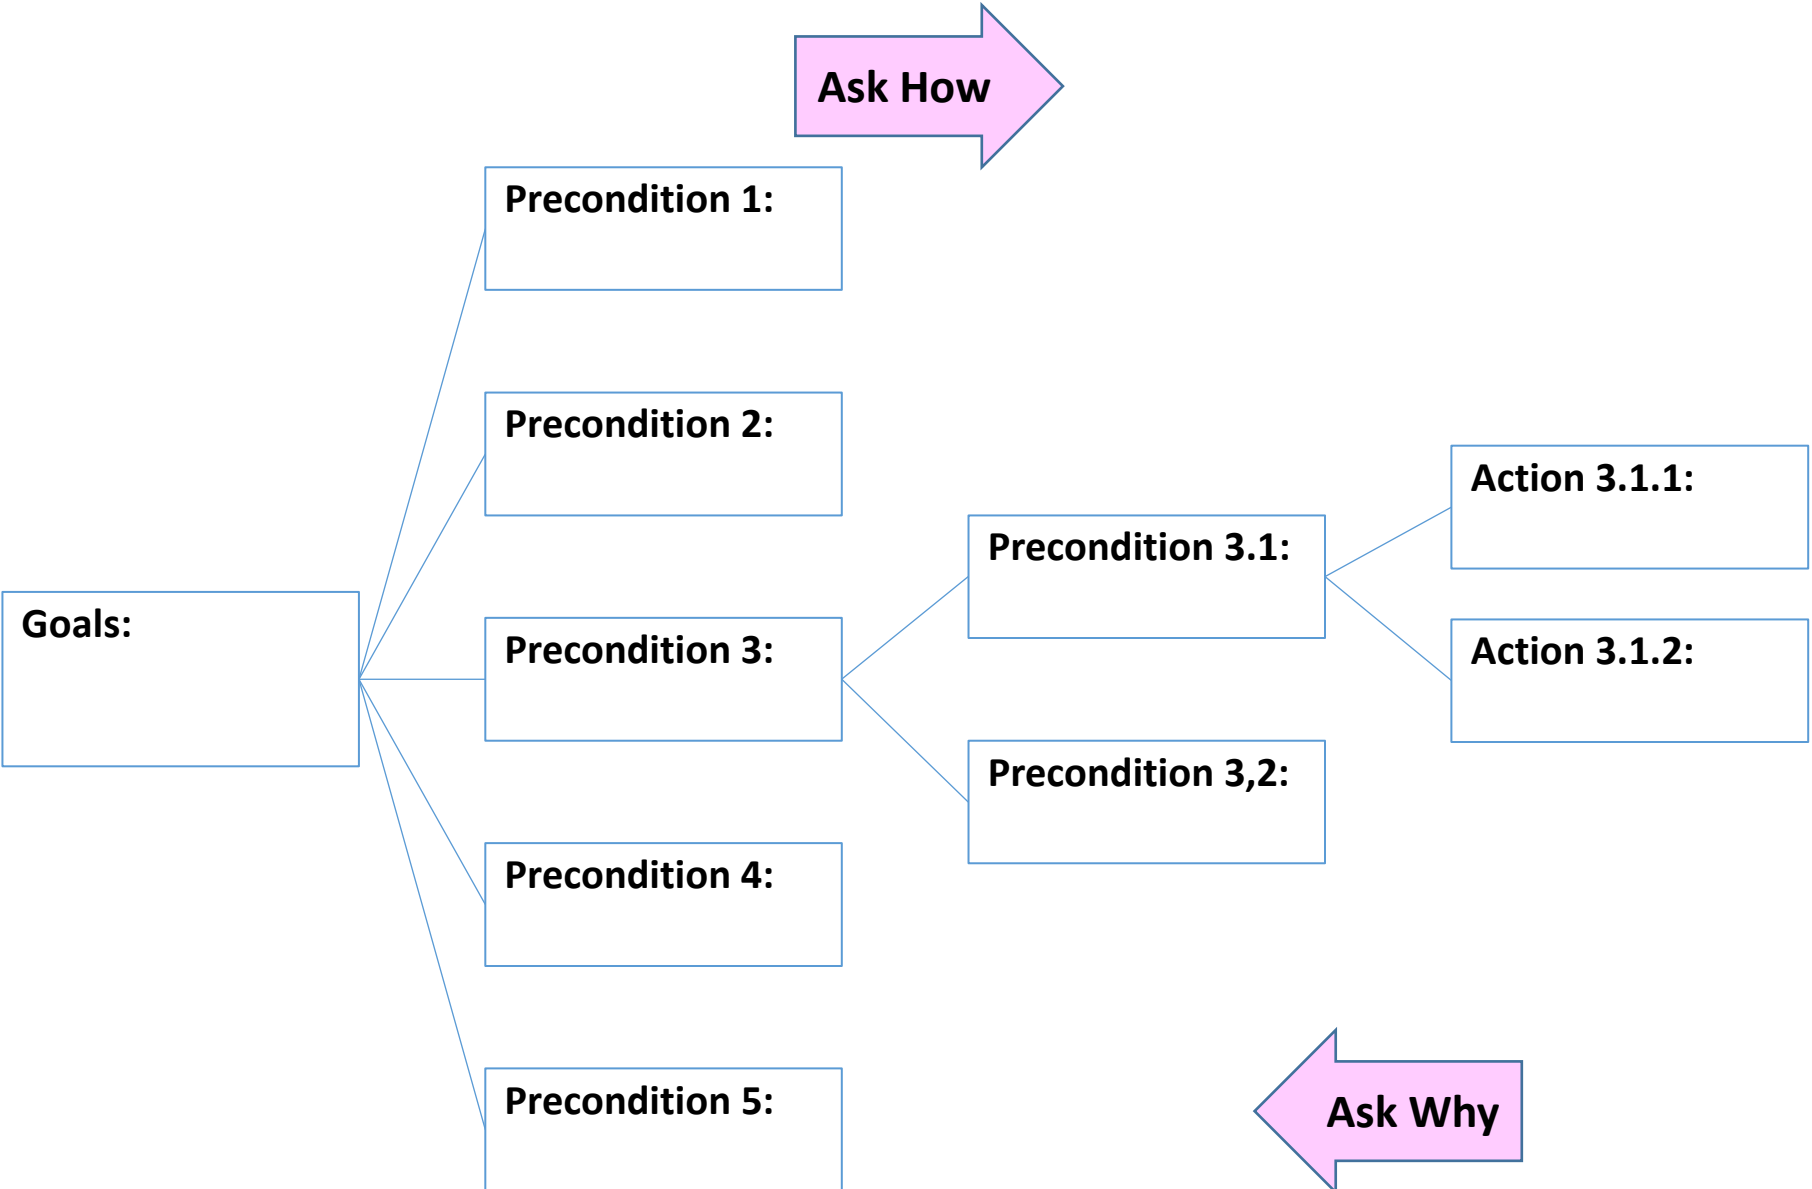 Ask How
Precondition 1:
Precondition 2:
Action 3.1.1:
Precondition 3.1:
Goals:
Precondition 3:
Action 3.1.2:
Precondition 3,2:
Precondition 4:
Precondition 5:
Ask Why